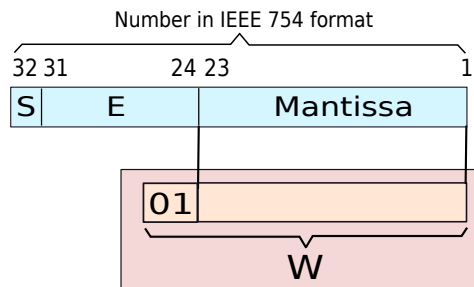 Number in IEEE 754 format
32 31 24 23 1
S E Mantissa
01
W